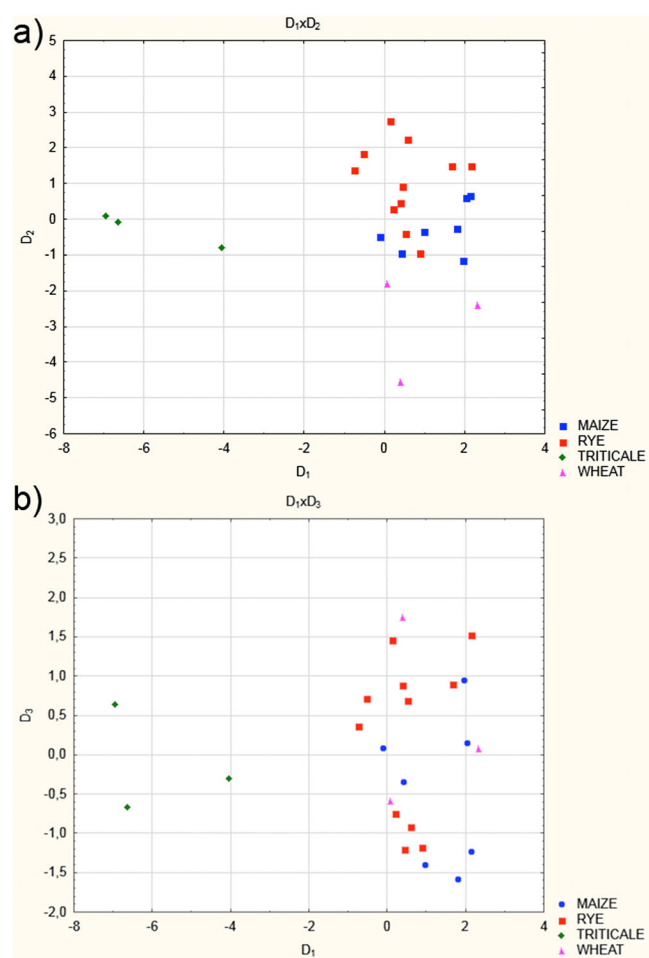 a)
D1xD2
5
4
3
2
1
0
-1
-2
-3
-4
-5
-6
D2
-8 -6 -4 -2 0 2 4
D1
MAIZE
RYE
TRITICALE
WHEAT
b)
D1xD3
3,0
2,5
2,0
1,5
1,0
0,5
0,0
-0,5
-1,0
-1,5
-2,0
D3
-8 -6 -4 -2 0 2 4
D1
MAIZE
RYE
TRITICALE
WHEAT